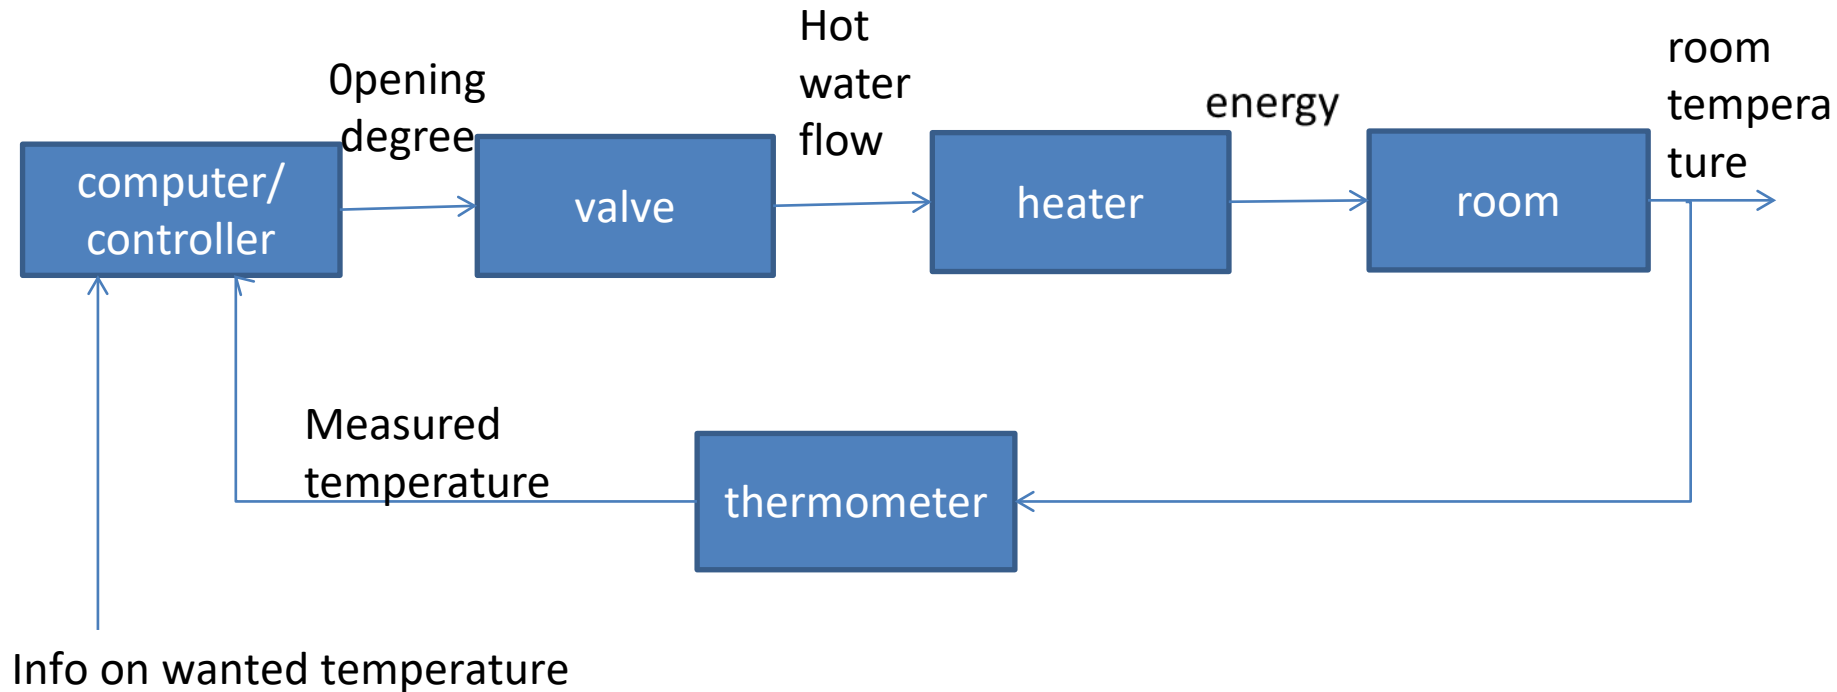 0pening
degree
Hot
water
flow
energy
room
tempera
ture
computer/
controller
valve
heater
room
Measured
temperature
thermometer
Info on wanted temperature